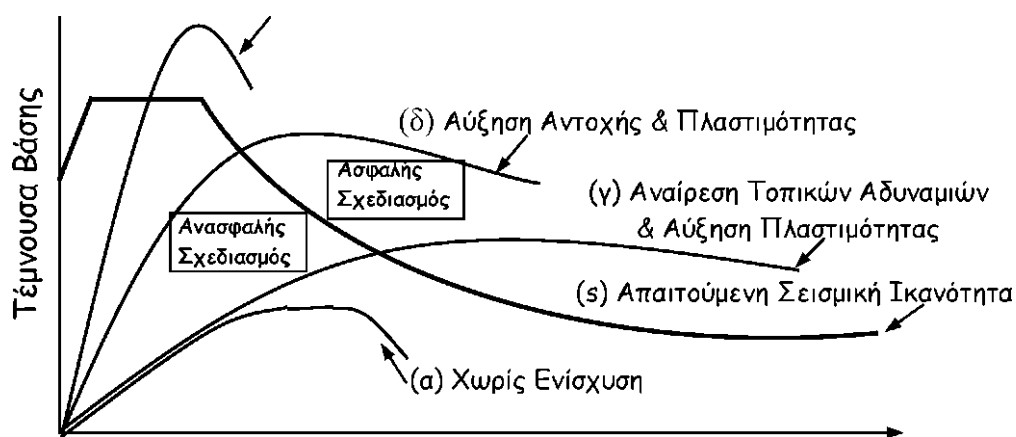 Τέμνουσα Βάσης
(δ) Αύξηση Αντοχής & Πλαστιμότητας
Ασφαλής
Σχεδιασμός
(γ) Αναίρεση Τοπικών Αδυναμιών
& Αύξηση Πλαστιμότητας
Ανασφαλής
Σχεδιασμός
(s) Απαιτούμενη Σεισμική Ικανότητα
(α) Χωρίς Ενίσχυση